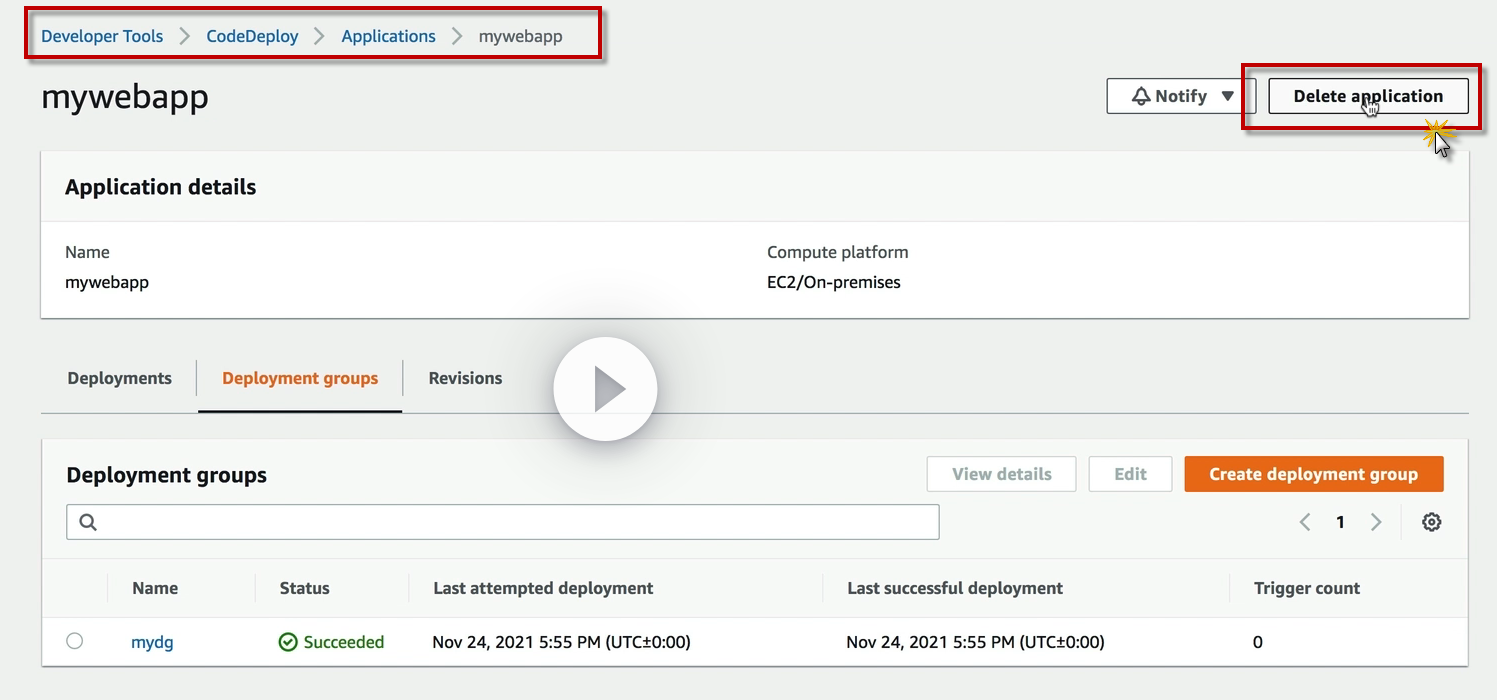 Developer Tools > CodeDeploy > Applications > mywebapp
mywebapp
Notify ▼ Delete application
Application details
Name Compute platform
mywebapp EC2/On-premises
Deployments Deployment groups Revisions
Deployment groups View details Edit Create deployment group
< 1 >
Name Status Last attempted deployment Last successful deployment Trigger count
mydg Succeeded Nov 24, 2021 5:55 PM (UTC±0:00) Nov 24, 2021 5:55 PM (UTC±0:00) 0